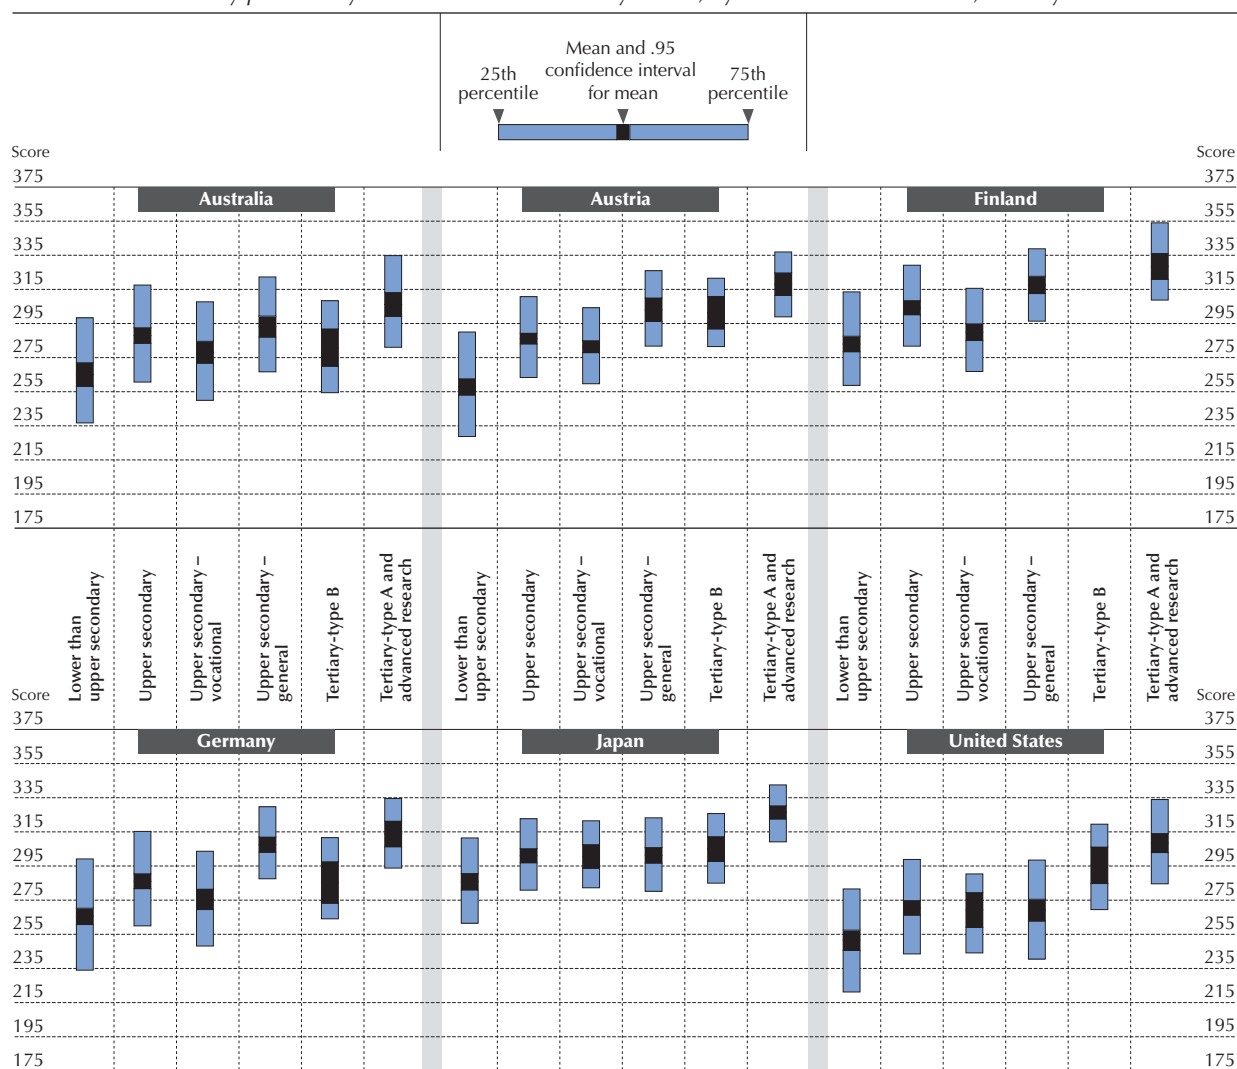 Mean and .95
confidence interval
for mean
25th
percentile
75th
percentile
Score
Score
375
375
Australia
Austria
Finland
355
355
335
335
315
315
295
295
275
275
255
255
235
235
215
215
195
195
175
175
Lower than
upper secondary
Upper secondary
Upper secondary –
vocational
Upper secondary –
general
Tertiary-type B
Tertiary-type A and
advanced research
Lower than
upper secondary
Upper secondary
Upper secondary –
vocational
Upper secondary –
general
Tertiary-type B
Tertiary-type A and
advanced research
Lower than
upper secondary
Upper secondary
Upper secondary –
vocational
Upper secondary –
general
Tertiary-type B
Tertiary-type A and
advanced research
Score
Score
375
375
Germany
Japan
United States
355
355
335
335
315
315
295
295
275
275
255
255
235
235
215
215
195
195
175
175